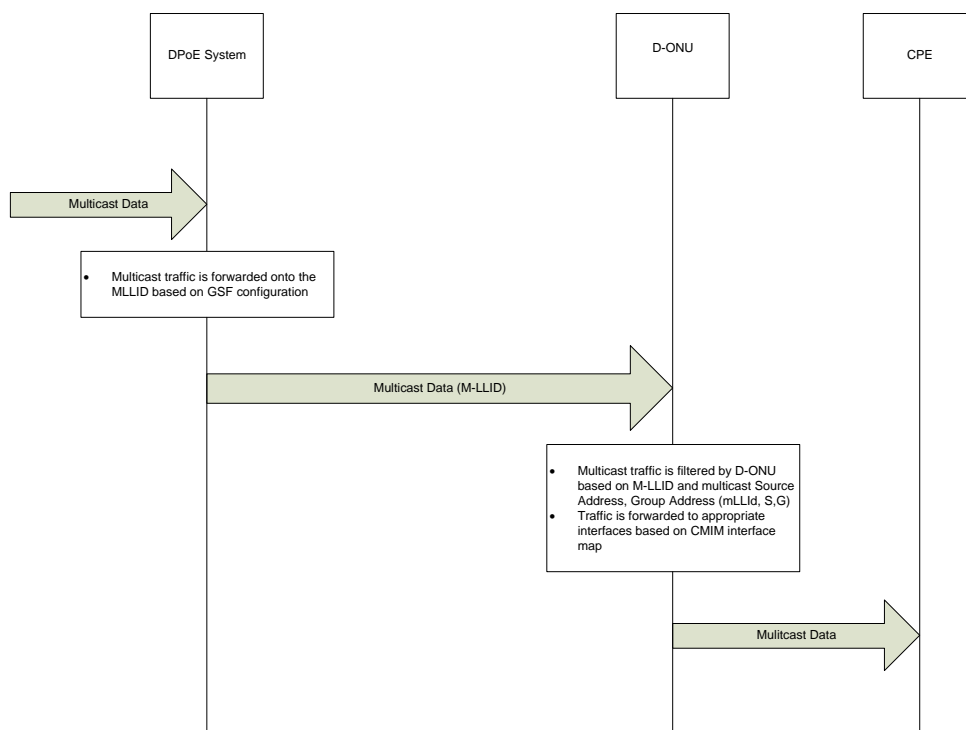 DPoE System
D-ONU
CPE
Multicast Data
• Multicast traffic is forwarded onto the
MLLID based on GSF configuration
Multicast Data (M-LLID)
• Multicast traffic is filtered by D-ONU
based on M-LLID and multicast Source
Address, Group Address (mLLId, S,G)
• Traffic is forwarded to appropriate
interfaces based on CMIM interface
map
Mulitcast Data